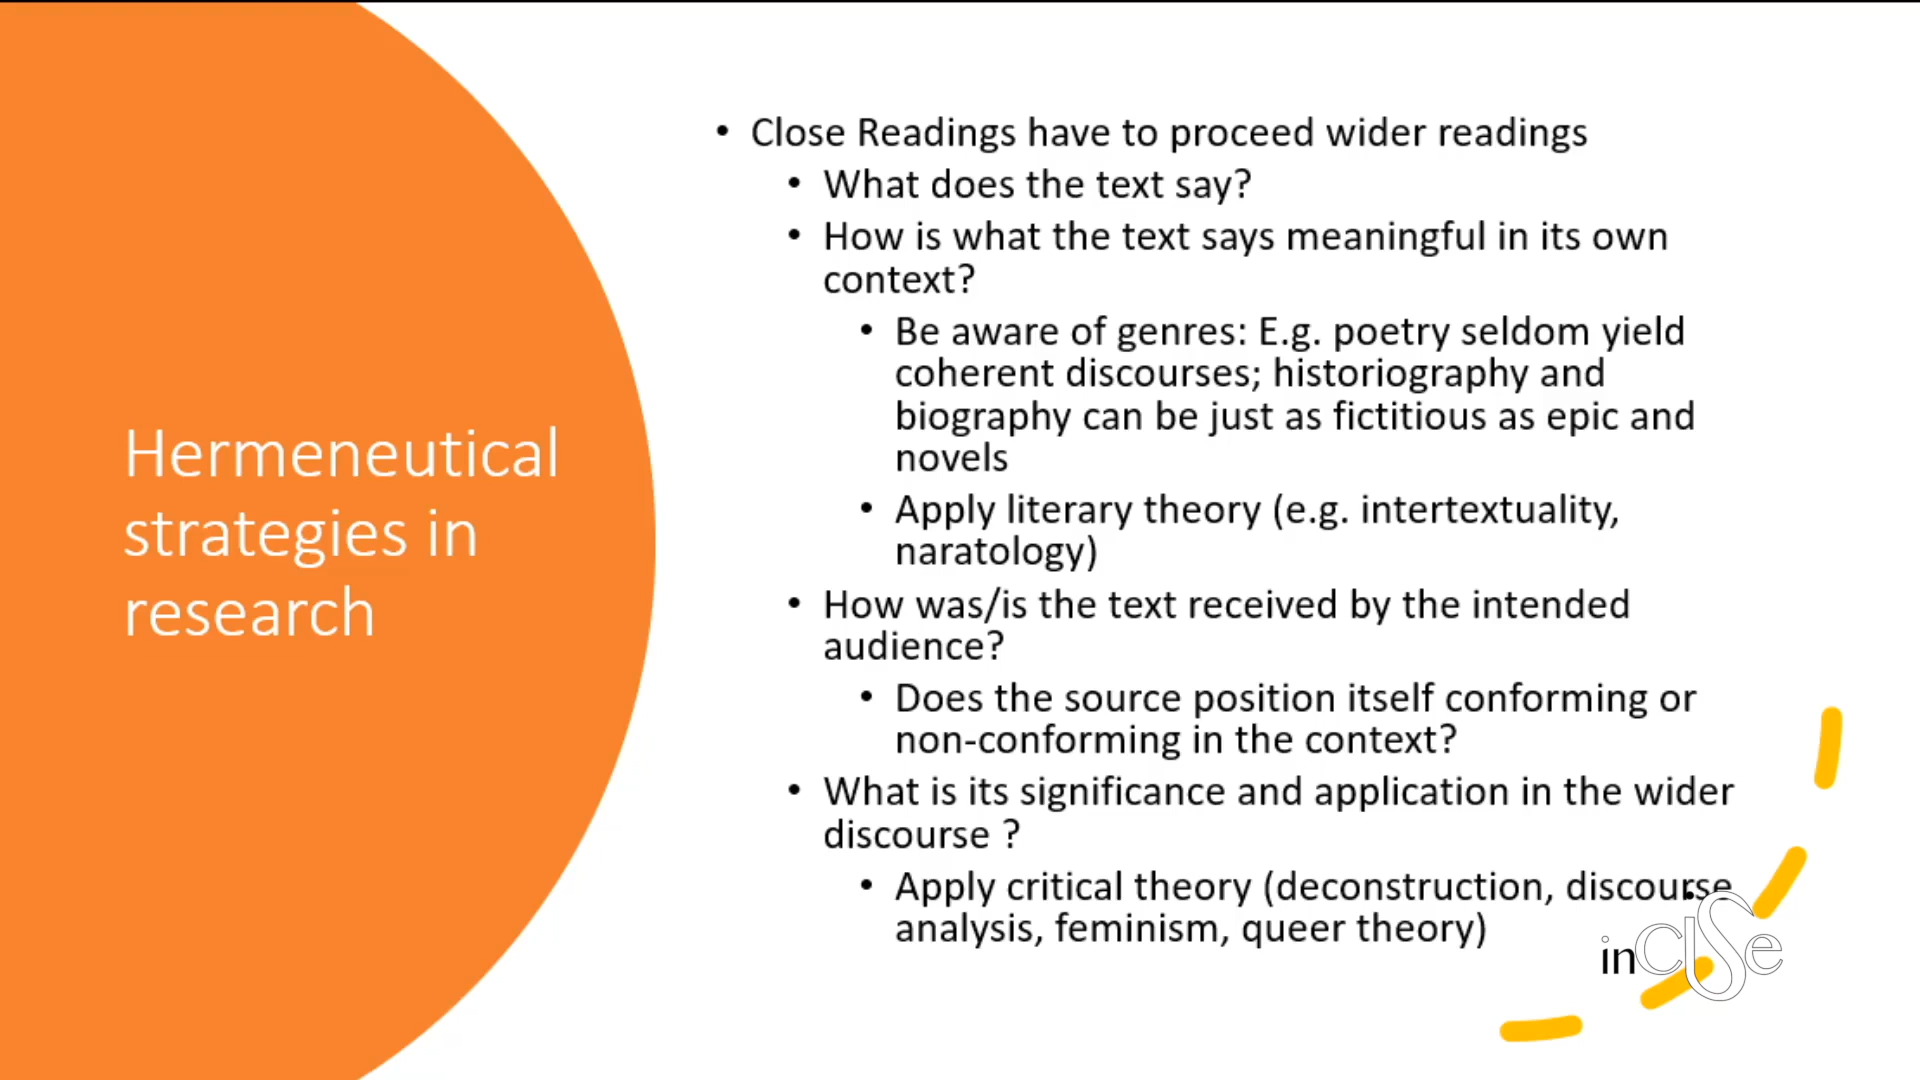 Hermeneutical
strategies in
research
• Close Readings have to proceed wider readings
• What does the text say?
• How is what the text says meaningful in its own
context?
• Be aware of genres: E.g. poetry seldom yield
coherent discourses; historiography and
biography can be just as fictitious as epic and
novels
• Apply literary theory (e.g. intertextuality,
naratology)
• How was/is the text received by the intended
audience?
• Does the source position itself conforming or
non-conforming in the context?
• What is its significance and application in the wider
discourse ?
• Apply critical theory (deconstruction, discourse
analysis, feminism, queer theory)
inCiSe